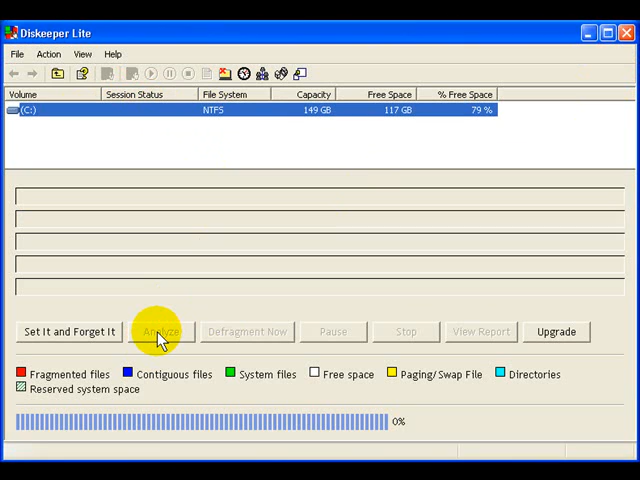 Diskeeper Lite
File Action View Help
Volume Session Status File System Capacity Free Space % Free Space
(C:) NTFS 149 GB 117 GB 79 %
Set It and Forget It Analyze Defragment Now Pause Stop View Report Upgrade
Fragmented files Contiguous files System files Free space Paging/Swap File Directories
Reserved system space
0%